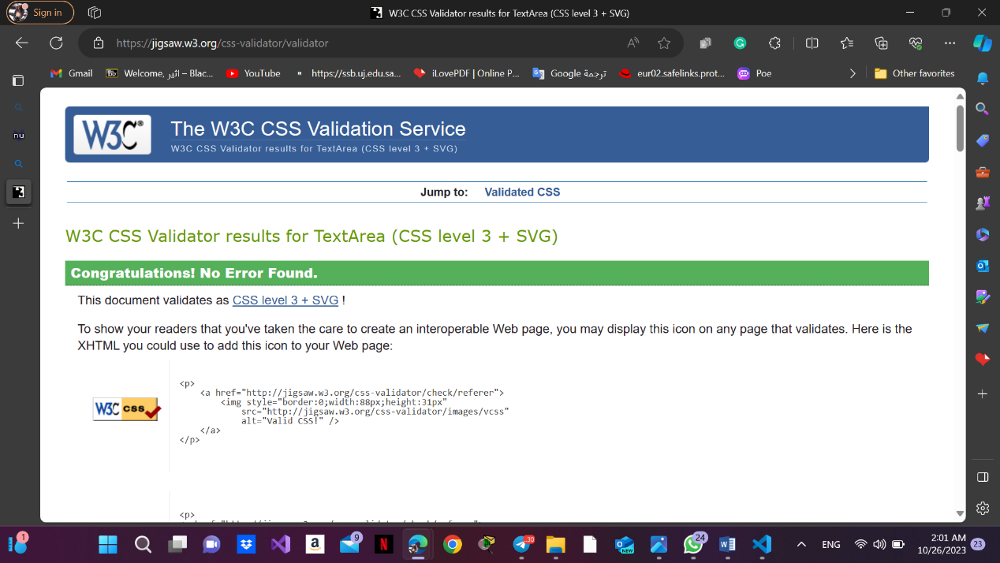 Sign in
W3C CSS Validator results for TextArea (CSS level 3 + SVG)
https://jigsaw.w3.org/css-validator/validator
Gmail
Bb Welcome, اثير – Blac...
YouTube
https://ssb.uj.edu.sa...
iLovePDF | Online P...
Google ترجمة
eur02.safelinks.prot...
Poe
Other favorites
nu
W3C®
The W3C CSS Validation Service
W3C CSS Validator results for TextArea (CSS level 3 + SVG)
Jump to: Validated CSS
W3C CSS Validator results for TextArea (CSS level 3 + SVG)
Congratulations! No Error Found.
This document validates as CSS level 3 + SVG !
To show your readers that you've taken the care to create an interoperable Web page, you may display this icon on any page that validates. Here is the
XHTML you could use to add this icon to your Web page:
W3C css
<p>
<a href="http://jigsaw.w3.org/css-validator/check/referer">
<img style="border:0;width:88px;height:31px"
src="http://jigsaw.w3.org/css-validator/images/vcss"
alt="Valid CSS!" />
</a>
</p>
<p>
1
9
30
24
ENG
2:01 AM
10/26/2023
23